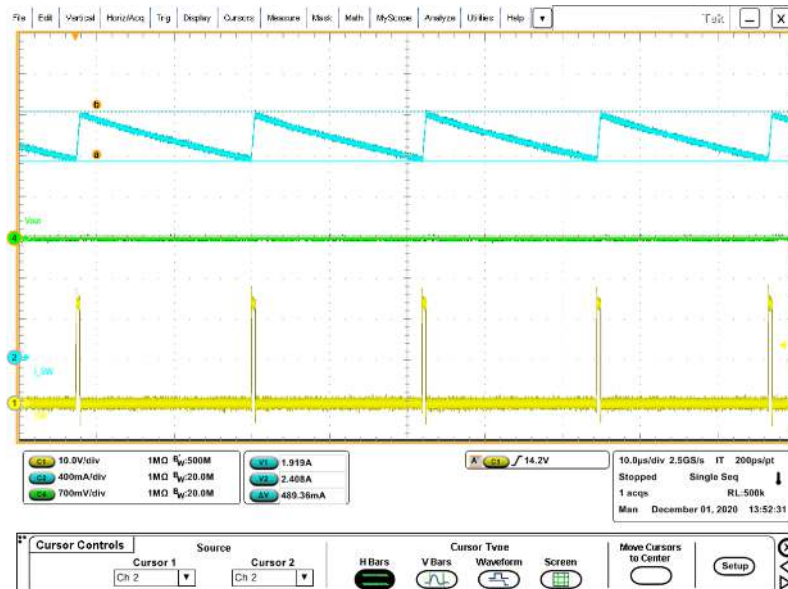 File Edit Vertical Horiz/Acq Trig Display Cursors Measure Mask Math MyScope Analyze Utilities Help Tek X
b
a
Vout
4
2
I_SW
1
C1 10.0V/div 1MΩ BW:500M
C2 400mA/div 1MΩ BW:20.0M
C4 700mV/div 1MΩ BW:20.0M
V1 1.919A
V2 2.408A
ΔV 489.36mA
A' C1 14.2V
10.0µs/div 2.5GS/s IT 200ps/pt
Stopped Single Seq
1 acqs RL:500k
Man December 01, 2020 13:52:31
Cursor Controls
Source
Cursor 1
Ch 2
Cursor 2
Ch 2
Cursor Type
H Bars V Bars Waveform Screen
Move Cursors
to Center
Setup
X